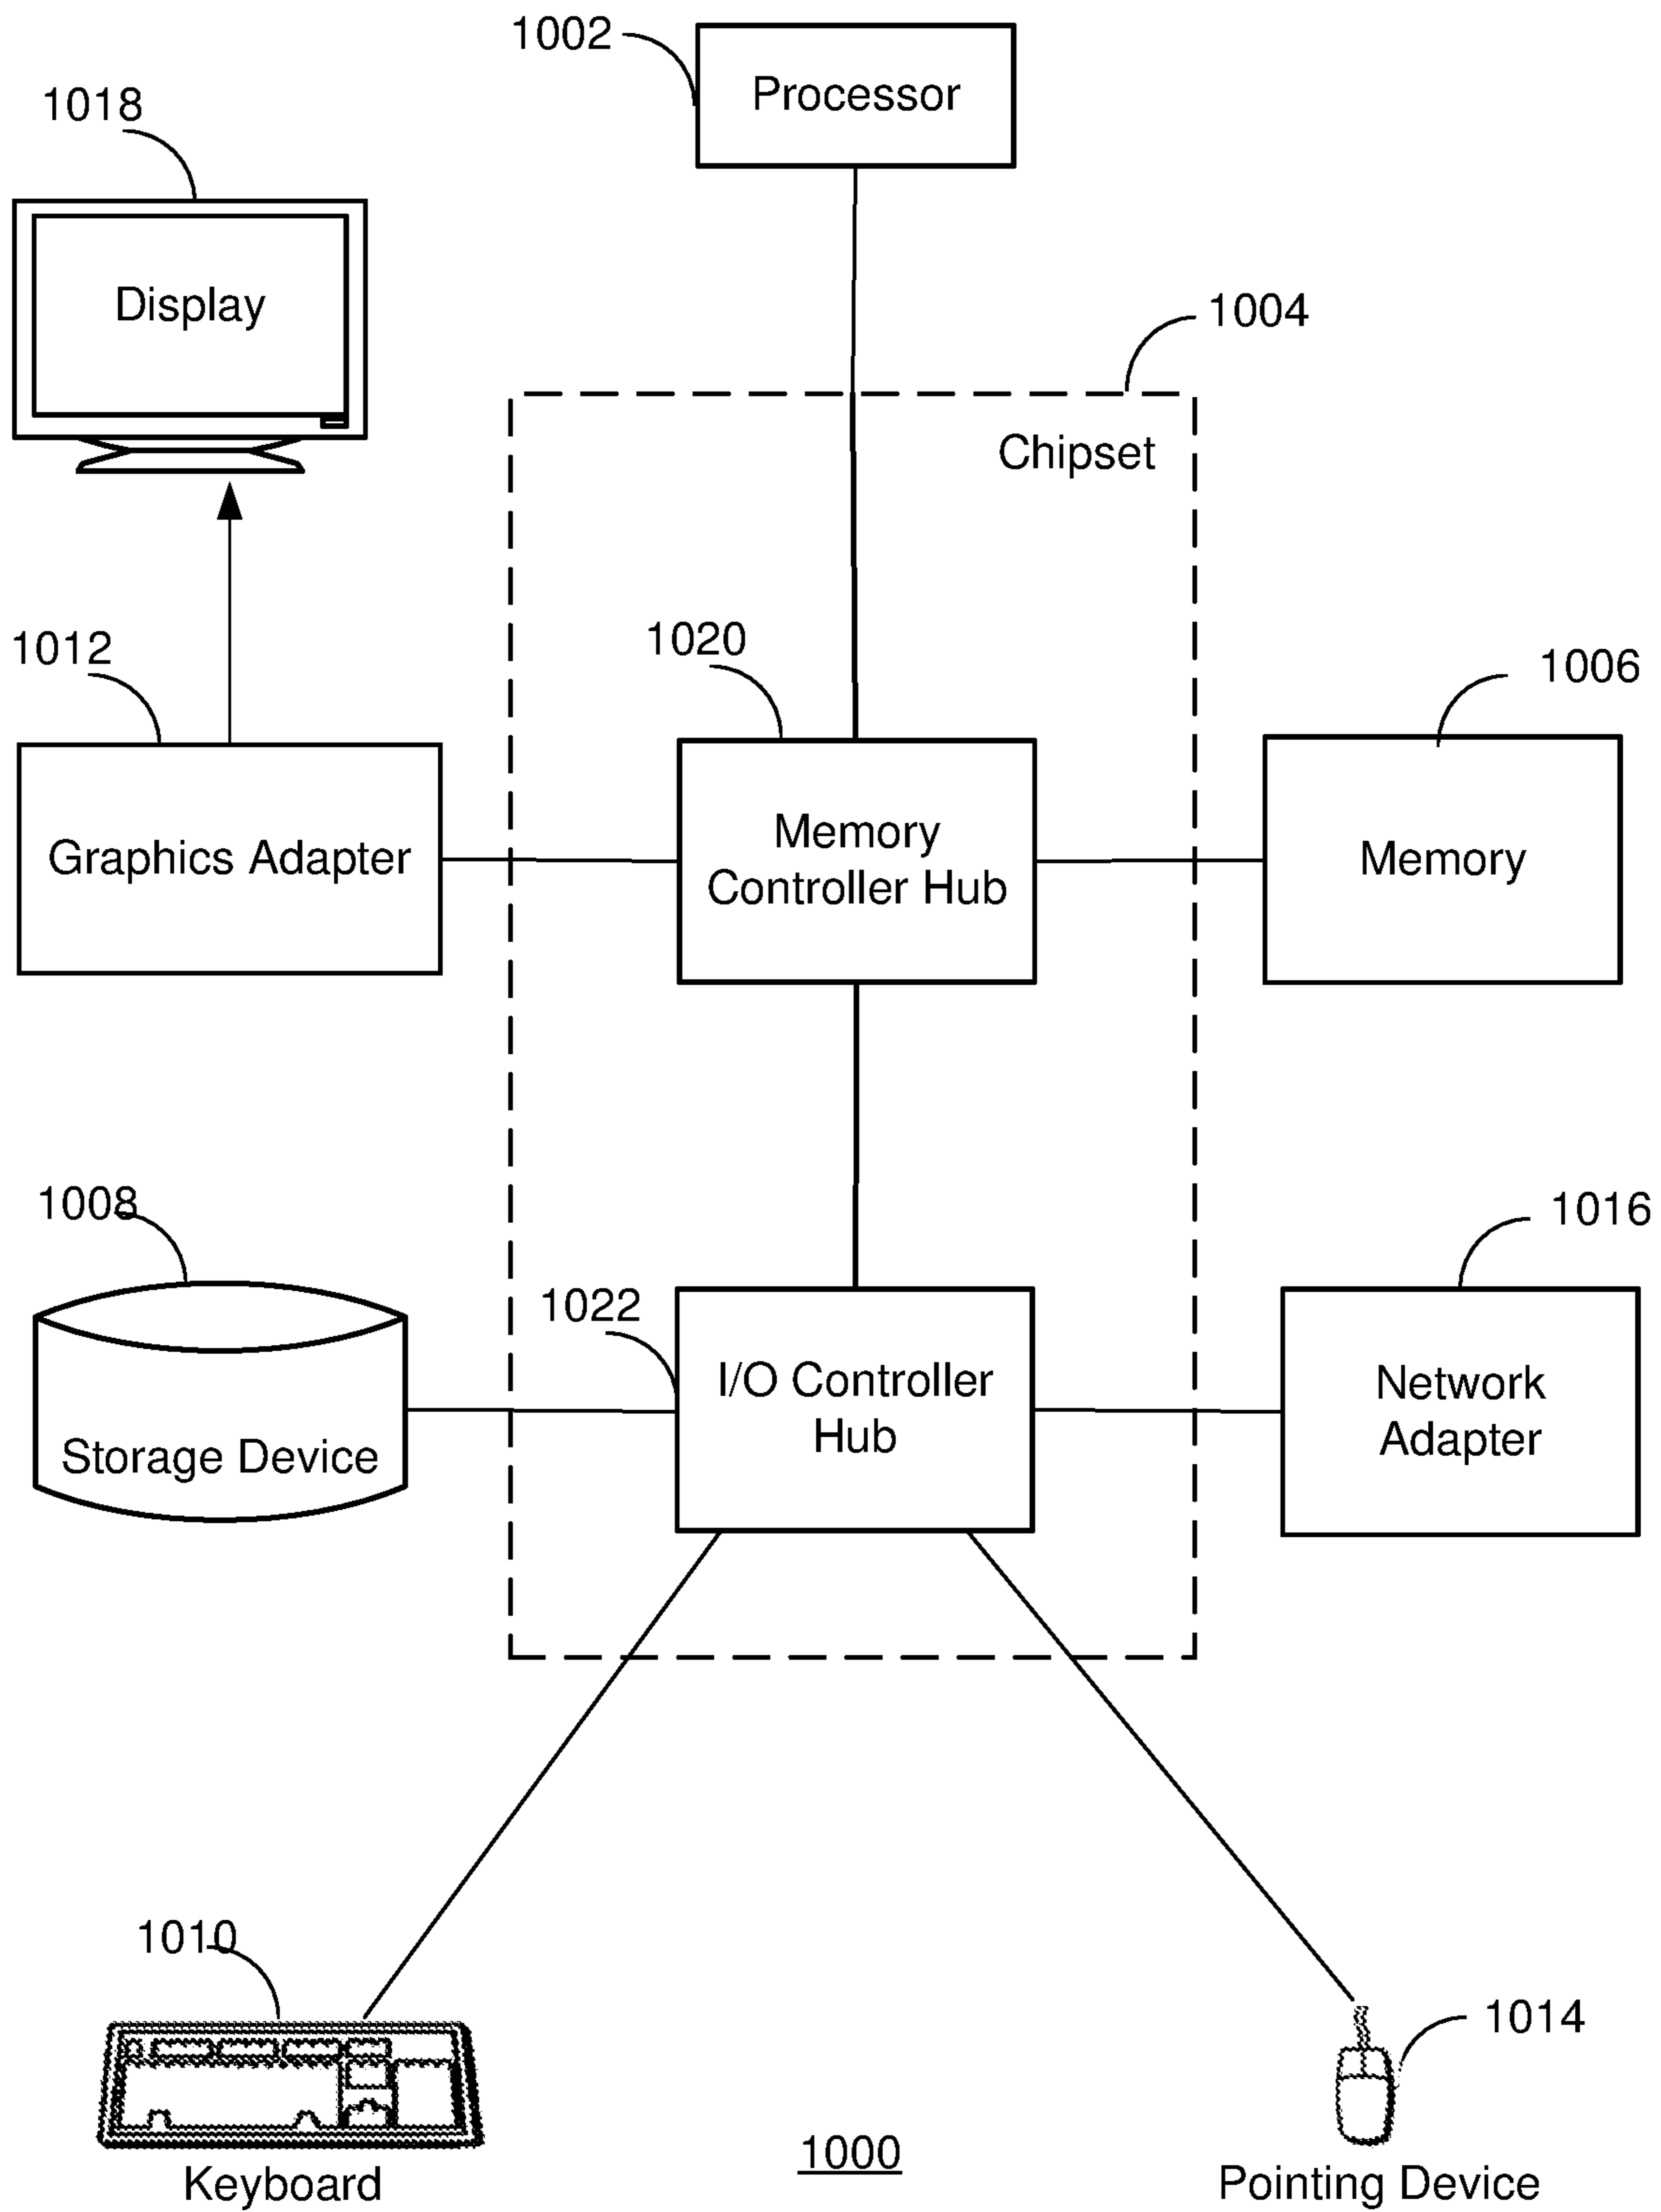 1002
Processor
1018
Display
1004
Chipset
1012
Graphics Adapter
1020
Memory
Controller Hub
1006
Memory
1008
Storage Device
1022
I/O Controller
Hub
1016
Network
Adapter
1010
Keyboard
1000
1014
Pointing Device